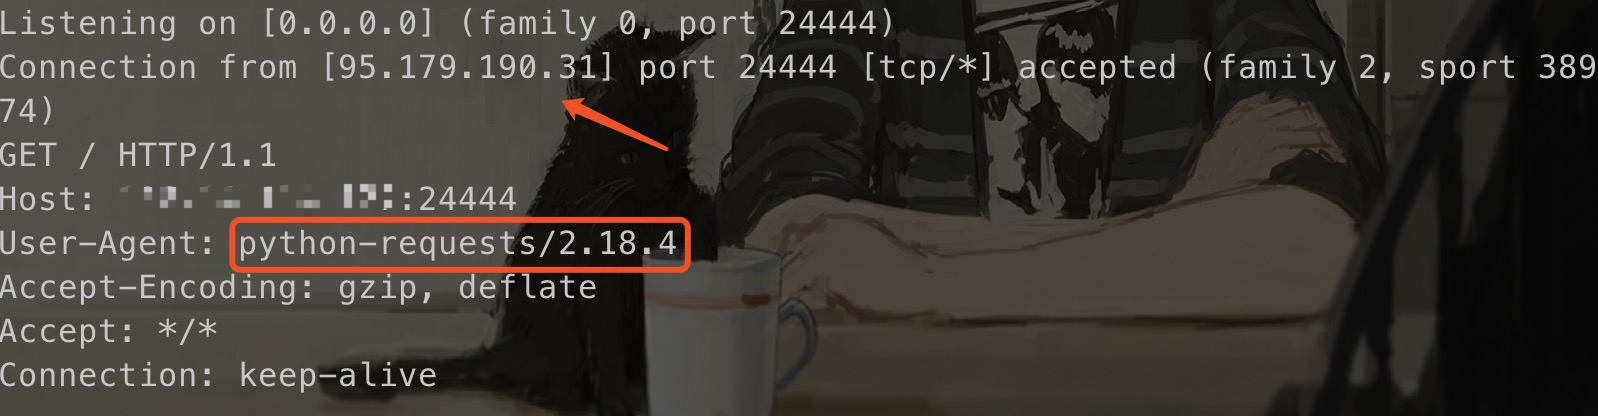 Listening on [0.0.0.0] (family 0, port 24444)
Connection from [95.179.190.31] port 24444 [tcp/*] accepted (family 2, sport 389
74)
GET / HTTP/1.1
Host: :24444
User-Agent: python-requests/2.18.4
Accept-Encoding: gzip, deflate
Accept: */*
Connection: keep-alive